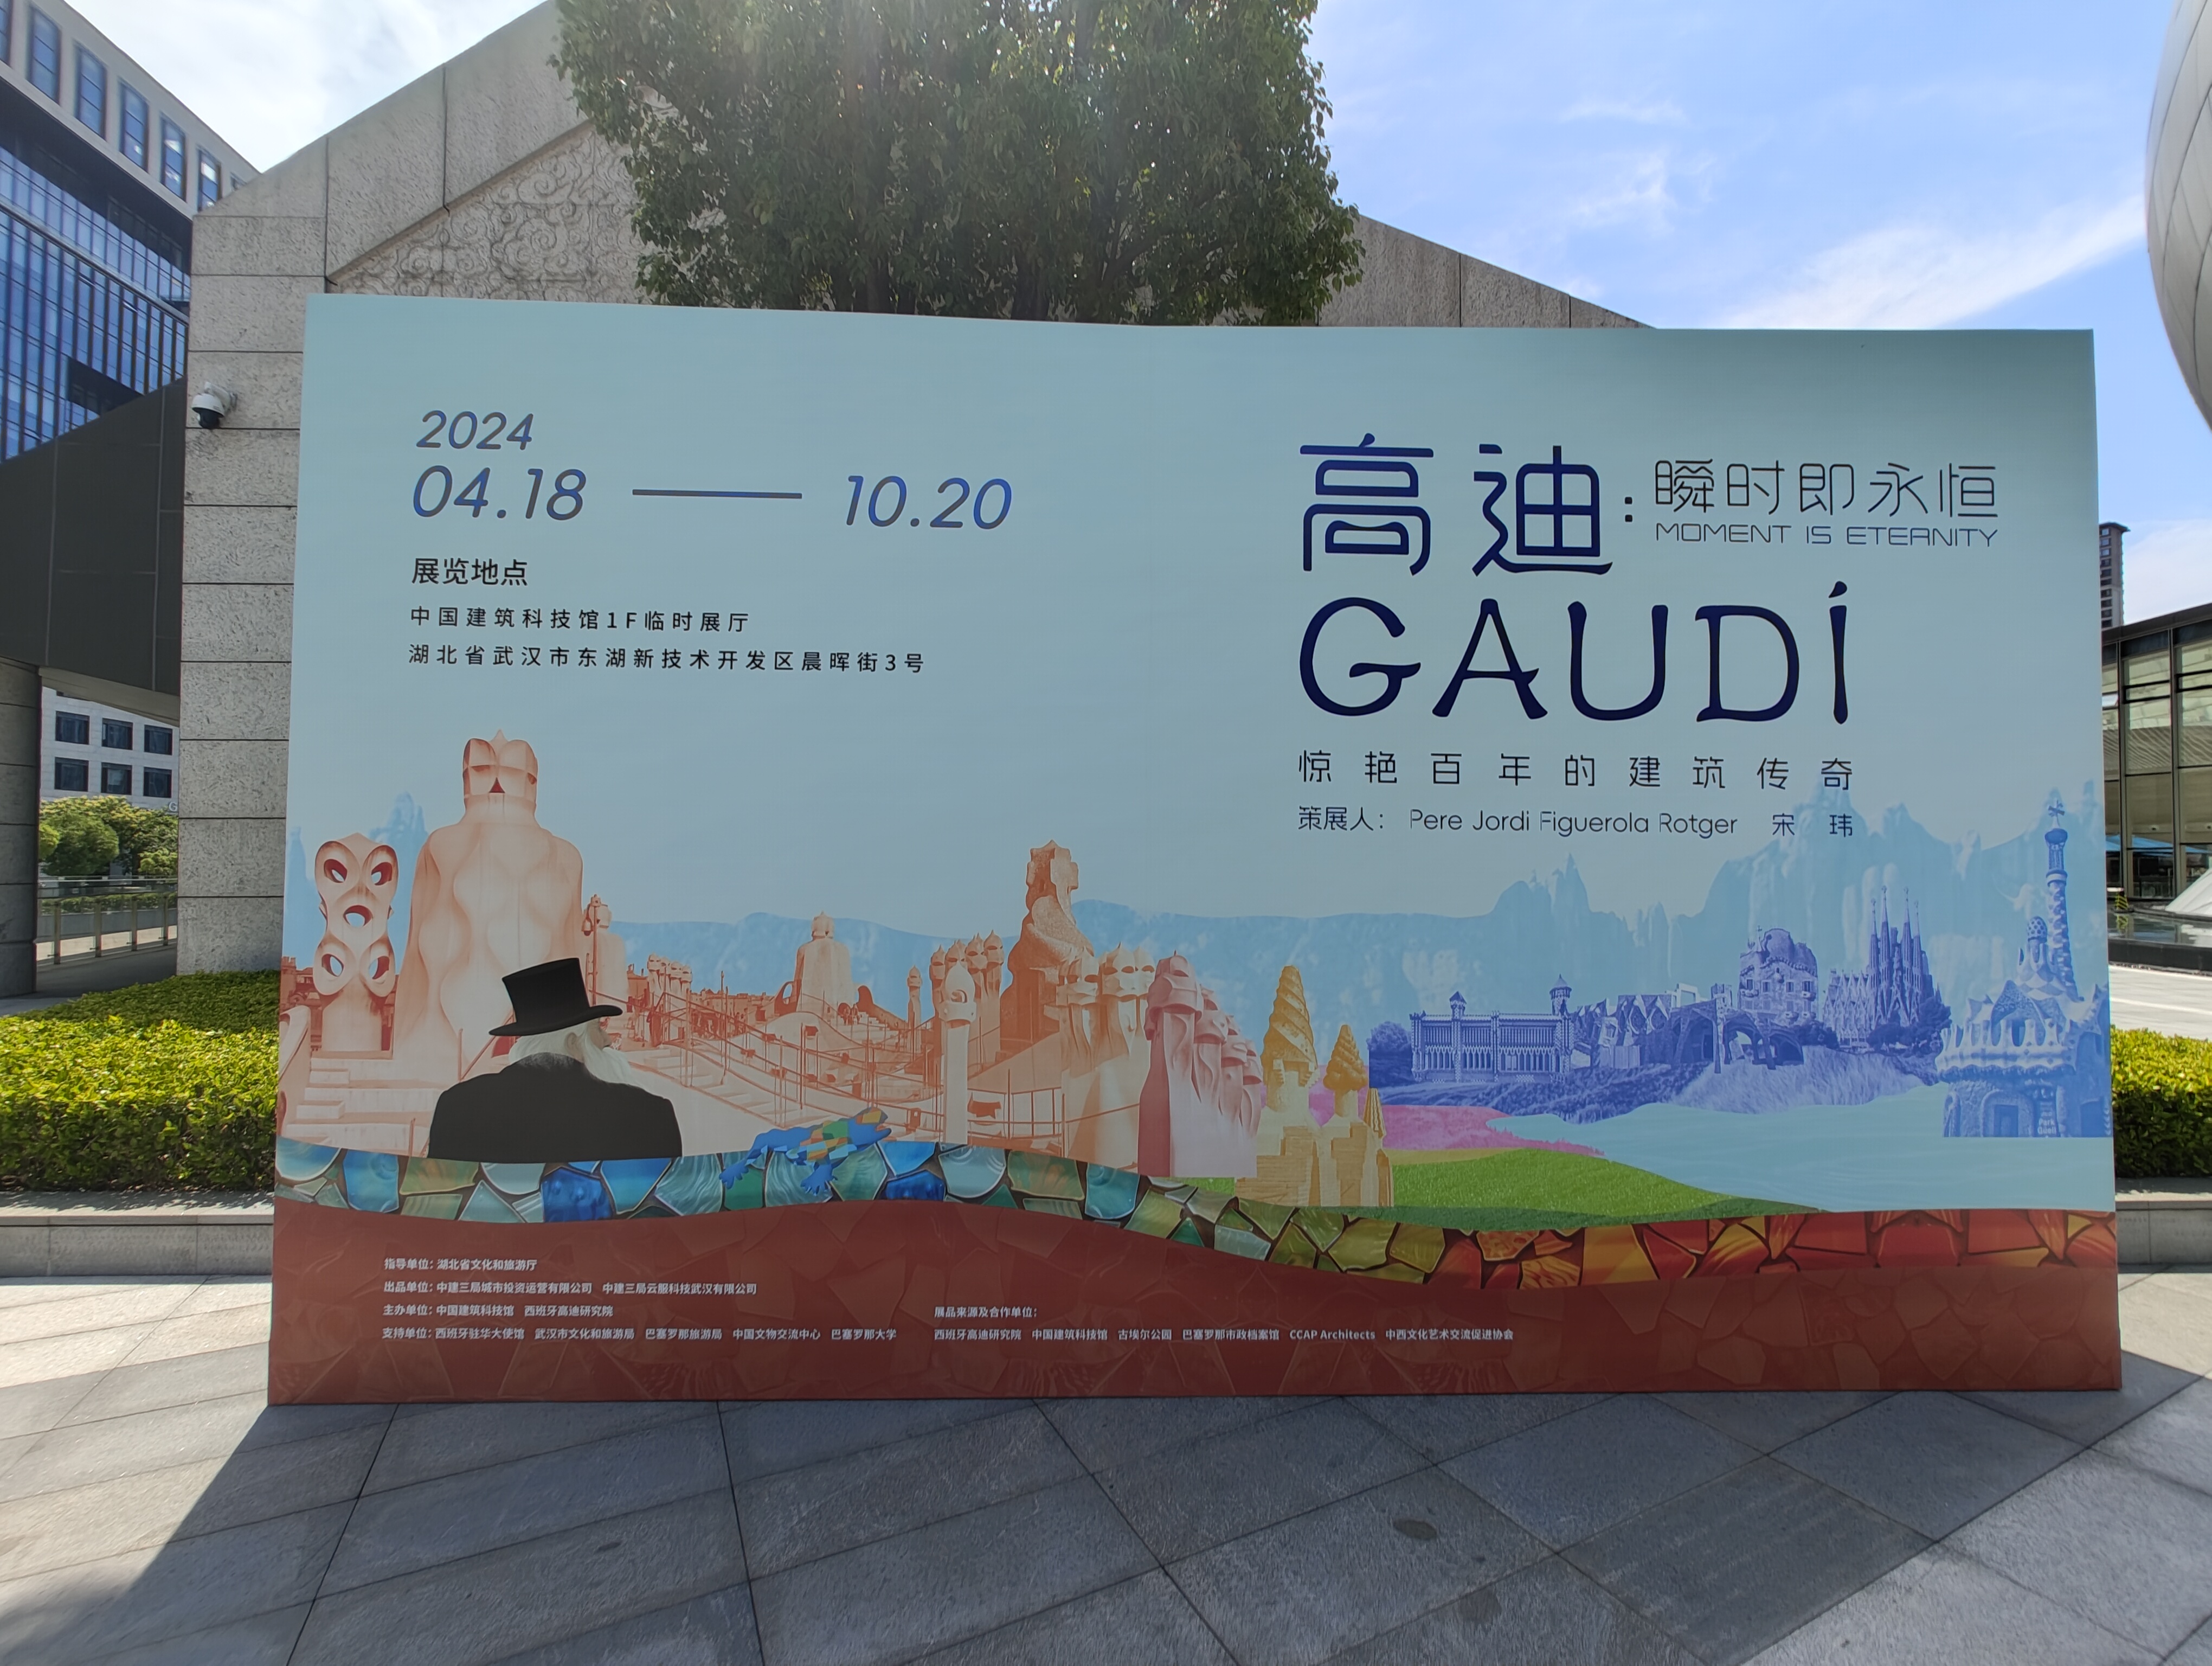 2024
04.18 —— 10.20
展览地点
中国建筑科技馆1F临时展厅
湖北省武汉市东湖新技术开发区晨晖街3号
高迪:瞬时即永恒
MOMENT IS ETERNITY
GAUDÍ
惊艳百年的建筑传奇
策展人: Pere Jordi Figuerola Rotger 宋 玮
指导单位: 湖北省文化和旅游厅
出品单位: 中建三局城市投资运营有限公司 中建三局云服科技武汉有限公司
主办单位: 中国建筑科技馆 西班牙高迪研究院
支持单位: 西班牙驻华大使馆 武汉市文化和旅游局 巴塞罗那旅游局 中国文物交流中心 巴塞罗那大学
展品来源及合作单位:
西班牙高迪研究院 中国建筑科技馆 古埃尔公园 巴塞罗那市政档案馆 CCAP Architects 中西文化艺术交流促进协会